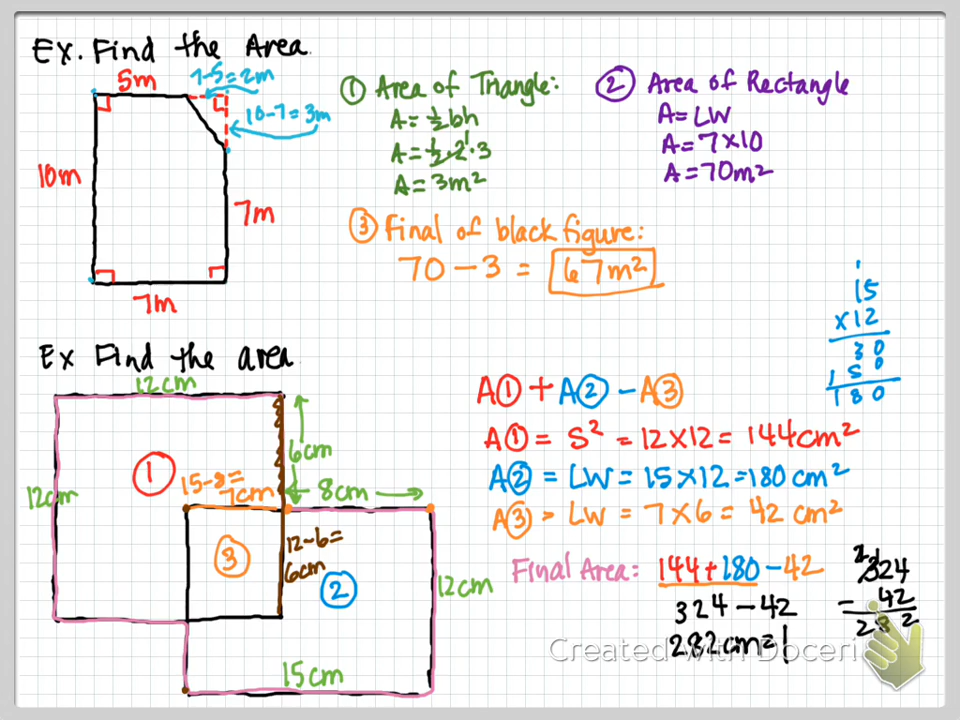 Ex. Find the Area
5m
7-5=2m
10-7=3m
10m
7m
7m
① Area of Triangle:
A = ½bh
A = ½·2·3
A = 3m²
② Area of Rectangle
A = LW
A = 7×10
A = 70m²
③ Final of black figure:
70 - 3 = 67m²
Ex Find the area
12cm
12cm
①
15-8=
7cm
6cm
8cm
③
12-6=
6cm
②
12cm
15cm
1
15
×12
30
150
180
A① + A② - A③
A① = S² = 12×12 = 144cm²
A② = LW = 15×12 = 180 cm²
A③ = LW = 7×6 = 42 cm²
Final Area: 144 + 180 - 42
324 - 42
324
- 42
282
Created with Doceri